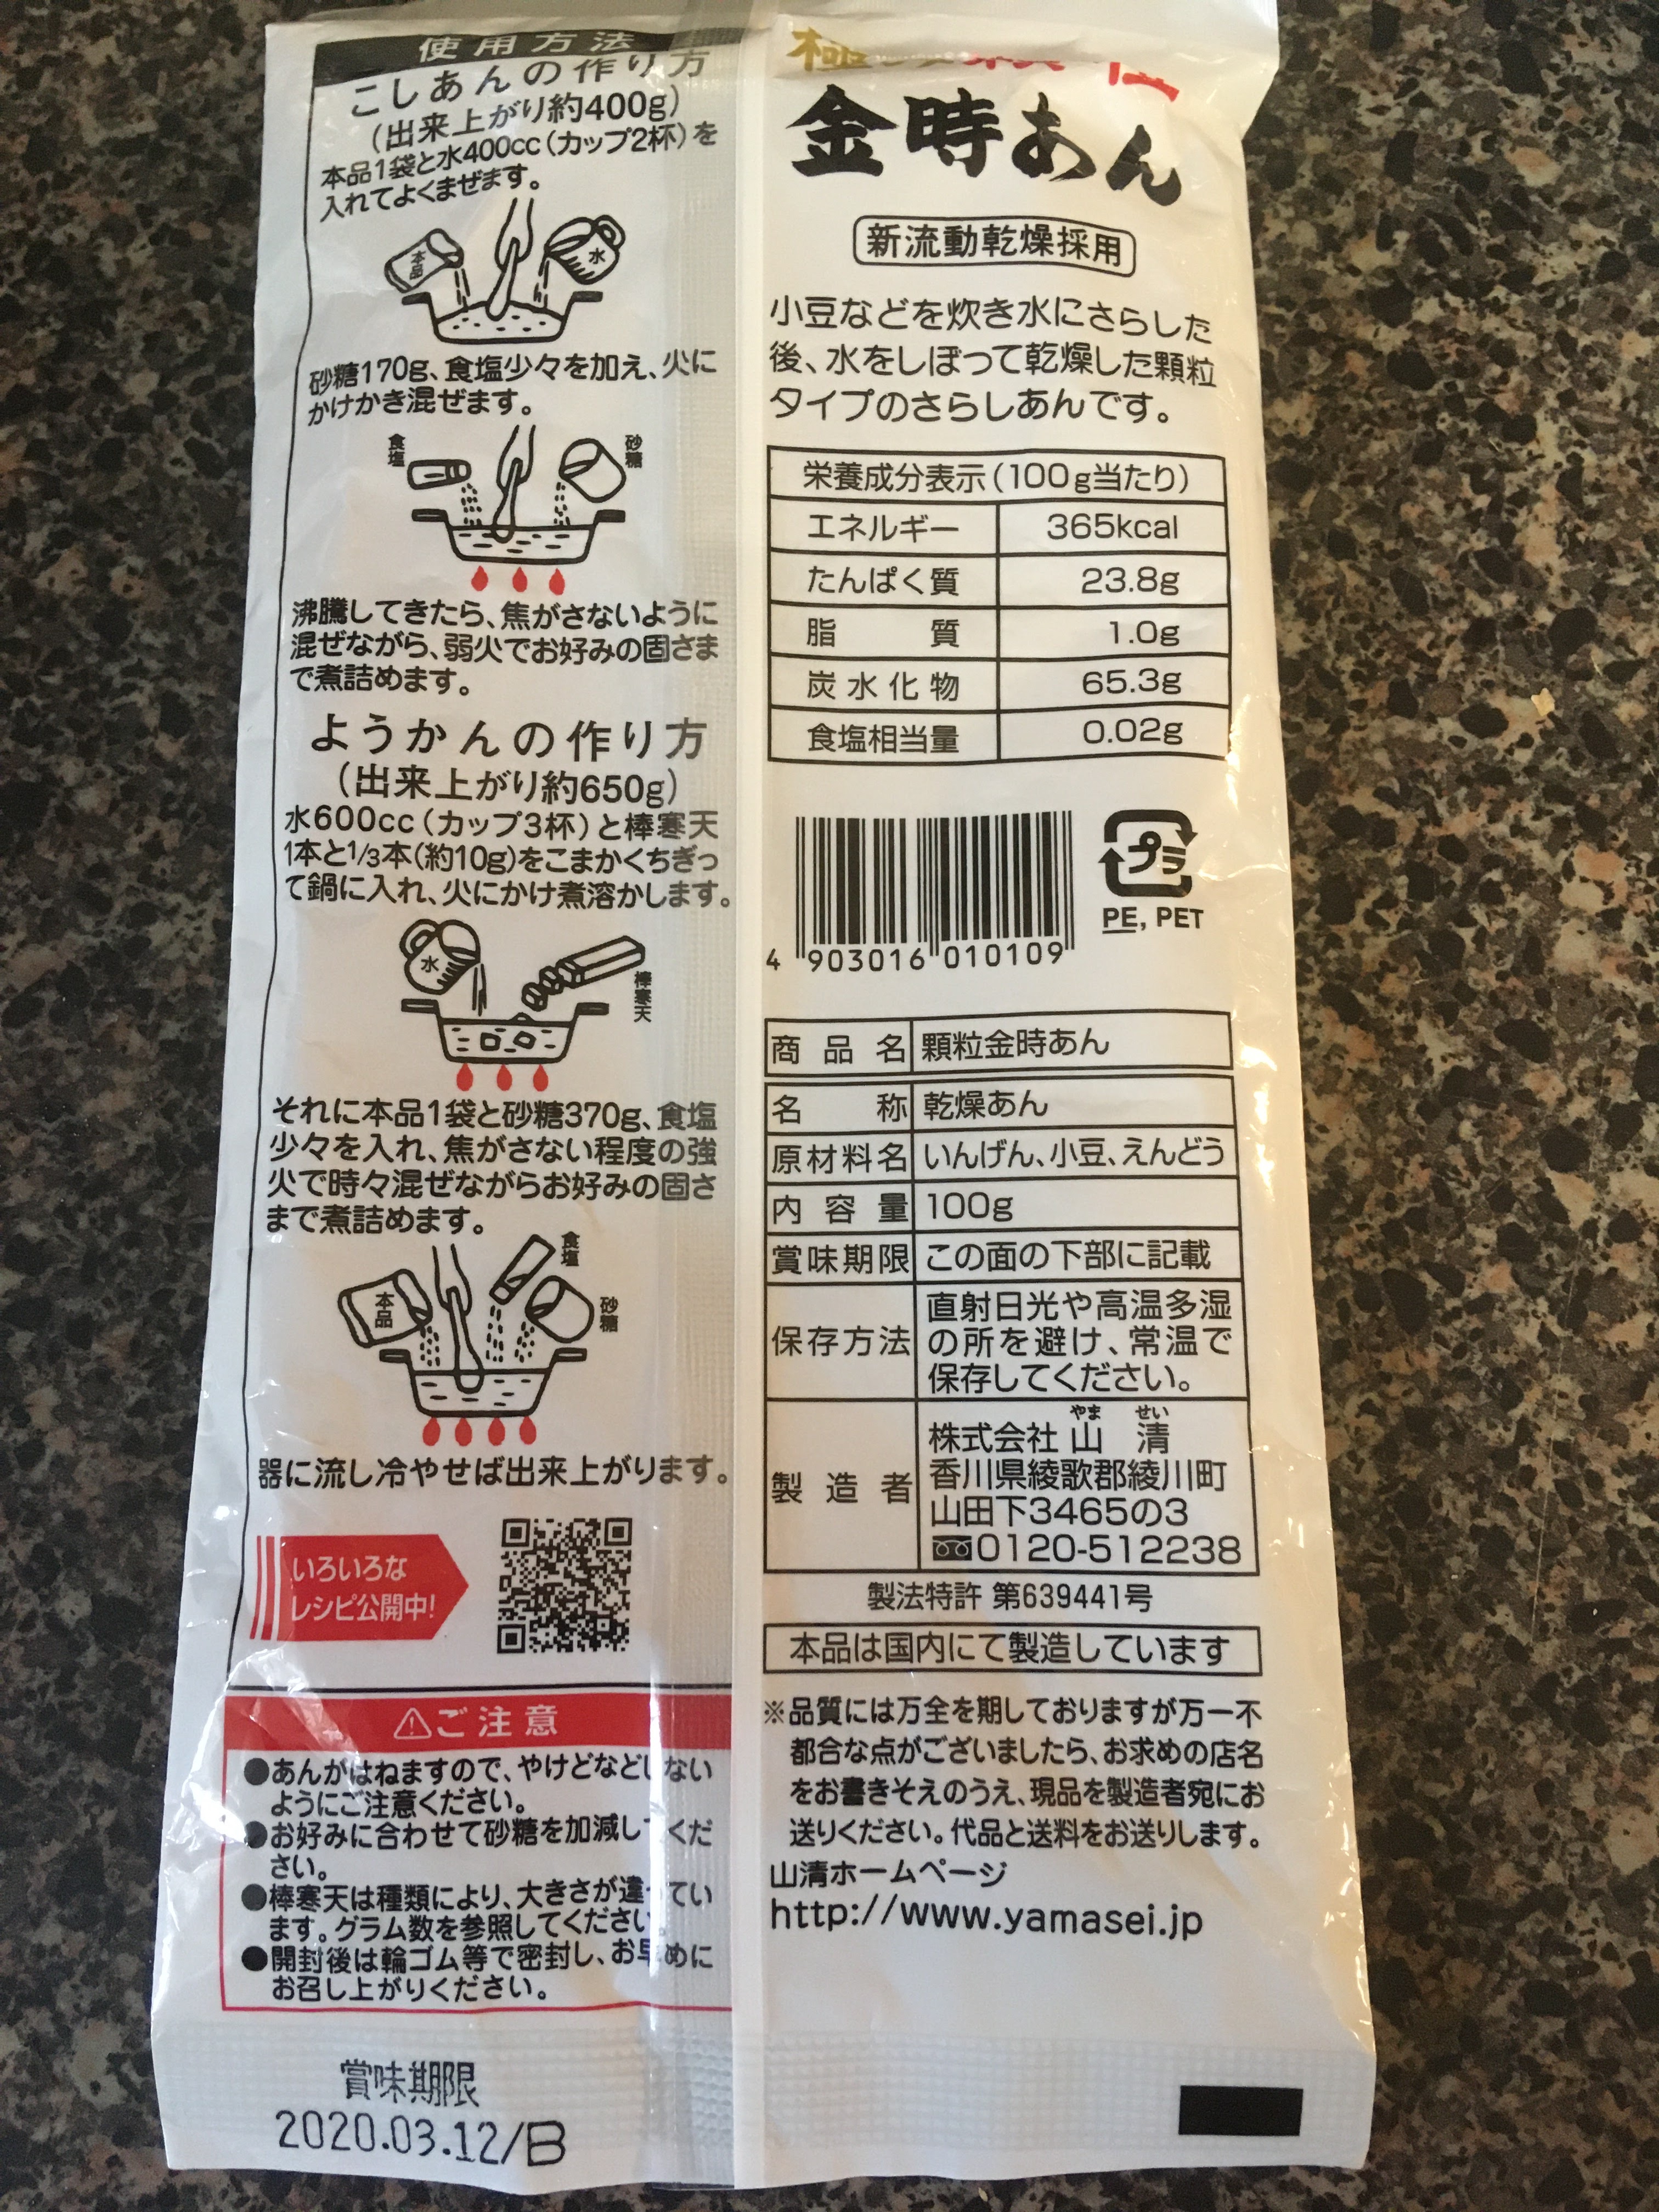 使用方法
こしあんの作り方
（出来上がり約400g）
本品1袋と水400cc（カップ2杯）を
入れてよくまぜます。
本品
水
砂糖170g、食塩少々を加え、火に
かけかき混ぜます。
食塩
砂糖
沸騰してきたら、焦がさないように
混ぜながら、弱火でお好みの固さま
で煮詰めます。
ようかんの作り方
（出来上がり約650g）
水600cc（カップ3杯）と棒寒天
1本と1/3本（約10g）をこまかくちぎっ
て鍋に入れ、火にかけ煮溶かします。
水
棒寒天
それに本品1袋と砂糖370g、食塩
少々を入れ、焦がさない程度の強
火で時々混ぜながらお好みの固さ
まで煮詰めます。
本品
食塩
砂糖
器に流し冷やせば出来上がります。
いろいろな
レシピ公開中!
⚠ご注意
●あんがはねますので、やけどなどしない
ようにご注意ください。
●お好みに合わせて砂糖を加減してくだ
さい。
●棒寒天は種類により、大きさが違ってい
ます。グラム数を参照してください。
●開封後は輪ゴム等で密封し、お早めに
お召し上がりください。
賞味期限
2020.03.12/B
極
金時あん
新流動乾燥採用
小豆などを炊き水にさらした
後、水をしぼって乾燥した顆粒
タイプのさらしあんです。
栄養成分表示（100g当たり）
エネルギー 365kcal
たんぱく質 23.8g
脂質 1.0g
炭水化物 65.3g
食塩相当量 0.02g
プラ
PE, PET
4 903016 010109
商品名 顆粒金時あん
名称 乾燥あん
原材料名 いんげん、小豆、えんどう
内容量 100g
賞味期限 この面の下部に記載
保存方法 直射日光や高温多湿
の所を避け、常温で
保存してください。
やま せい
製造者 株式会社 山 清
香川県綾歌郡綾川町
山田下3465の3
0120-512238
製法特許 第639441号
本品は国内にて製造しています
※品質には万全を期しておりますが万一不
都合な点がございましたら、お求めの店名
をお書きそえのうえ、現品を製造者宛にお
送りください。代品と送料をお送りします。
山清ホームページ
http://www.yamasei.jp